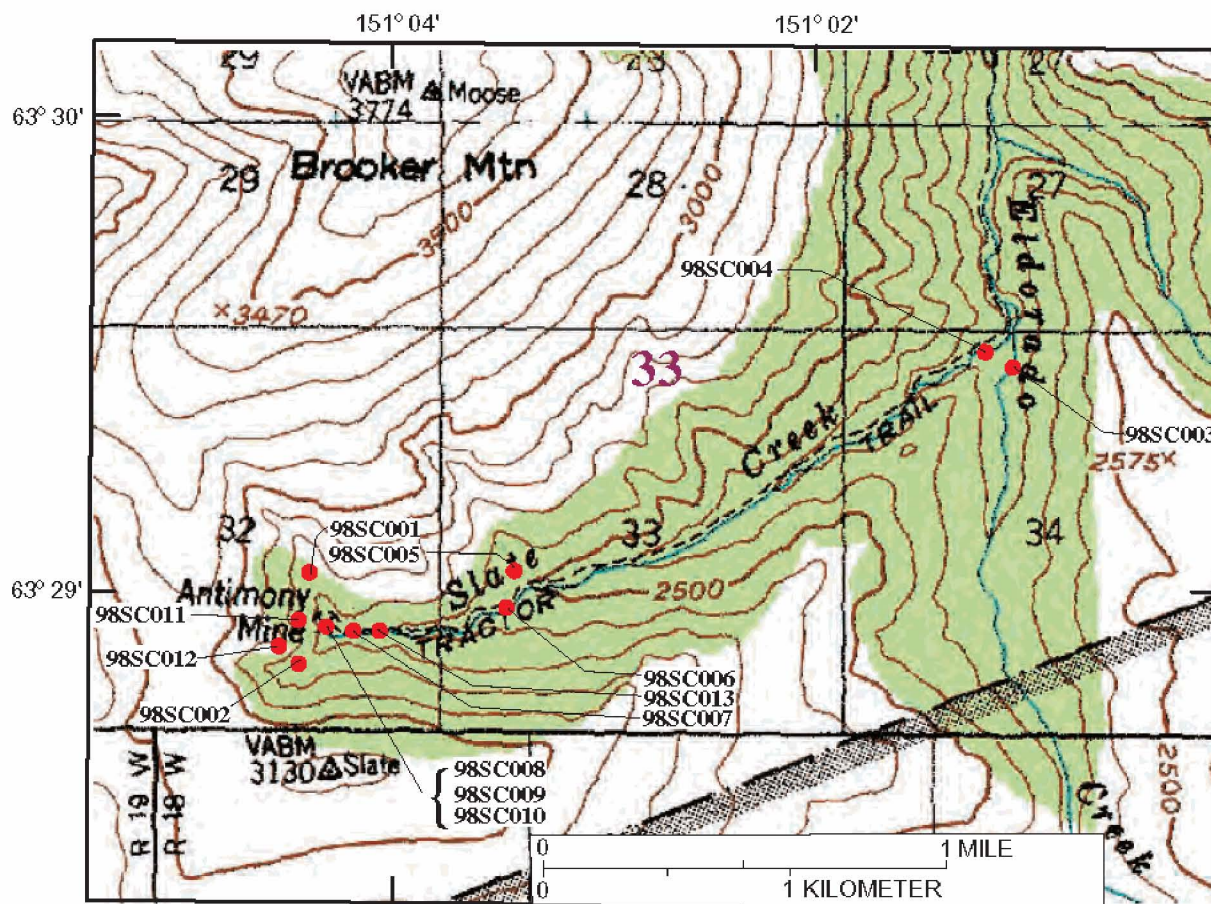 151° 04'
151° 02'
63° 30'
VABM
3774
Moose
Brooker Mtn
29
28
27
3500
3000
98SC004
×3470
33
Eldorado
98SC003
2575×
Creek
TRAIL
32
98SC001
98SC005
33
34
63° 29'
Slate
2500
Antimony
Mine
98SC011
TRACTOR
98SC012
98SC006
98SC013
98SC002
98SC007
VABM
3130
Slate
98SC008
98SC009
98SC010
R 19 W
R 18 W
2500
Creek
0
1 MILE
0
1 KILOMETER